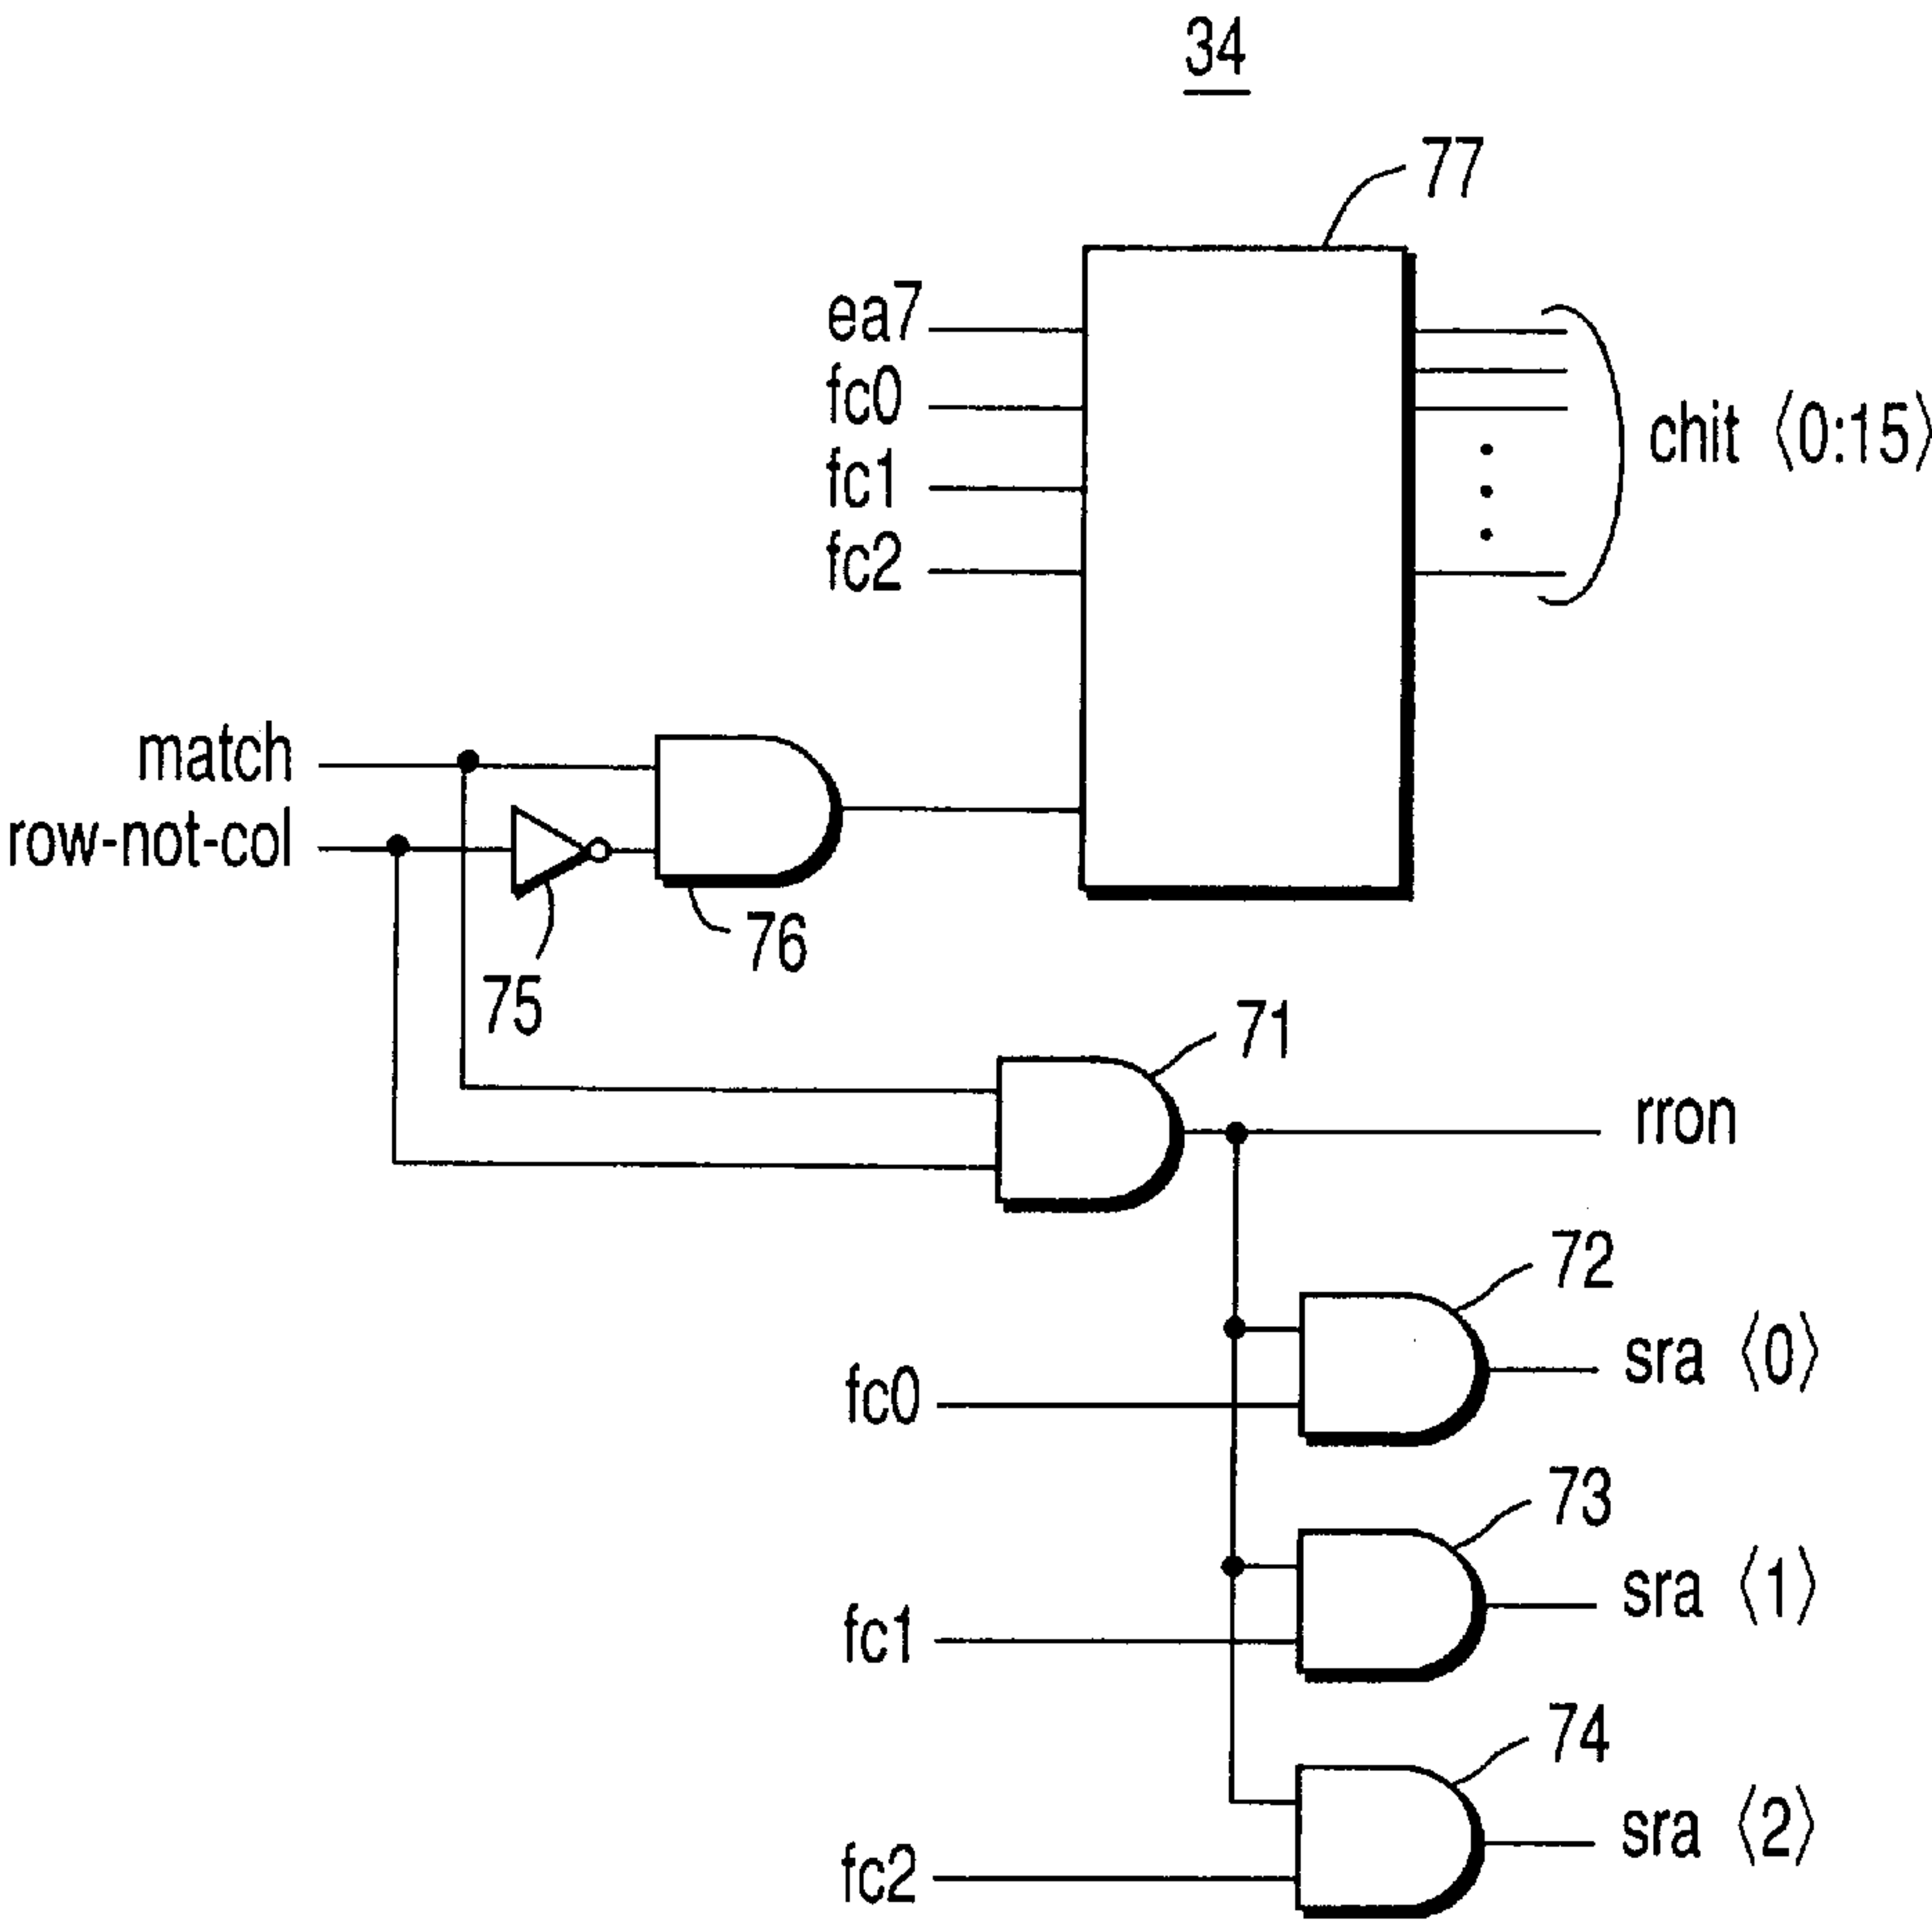 34
77
ea7
fc0
fc1
fc2
chit ⟨0:15⟩
match
row-not-col
76
75
71
rron
72
sra ⟨0⟩
fc0
73
sra ⟨1⟩
fc1
74
sra ⟨2⟩
fc2